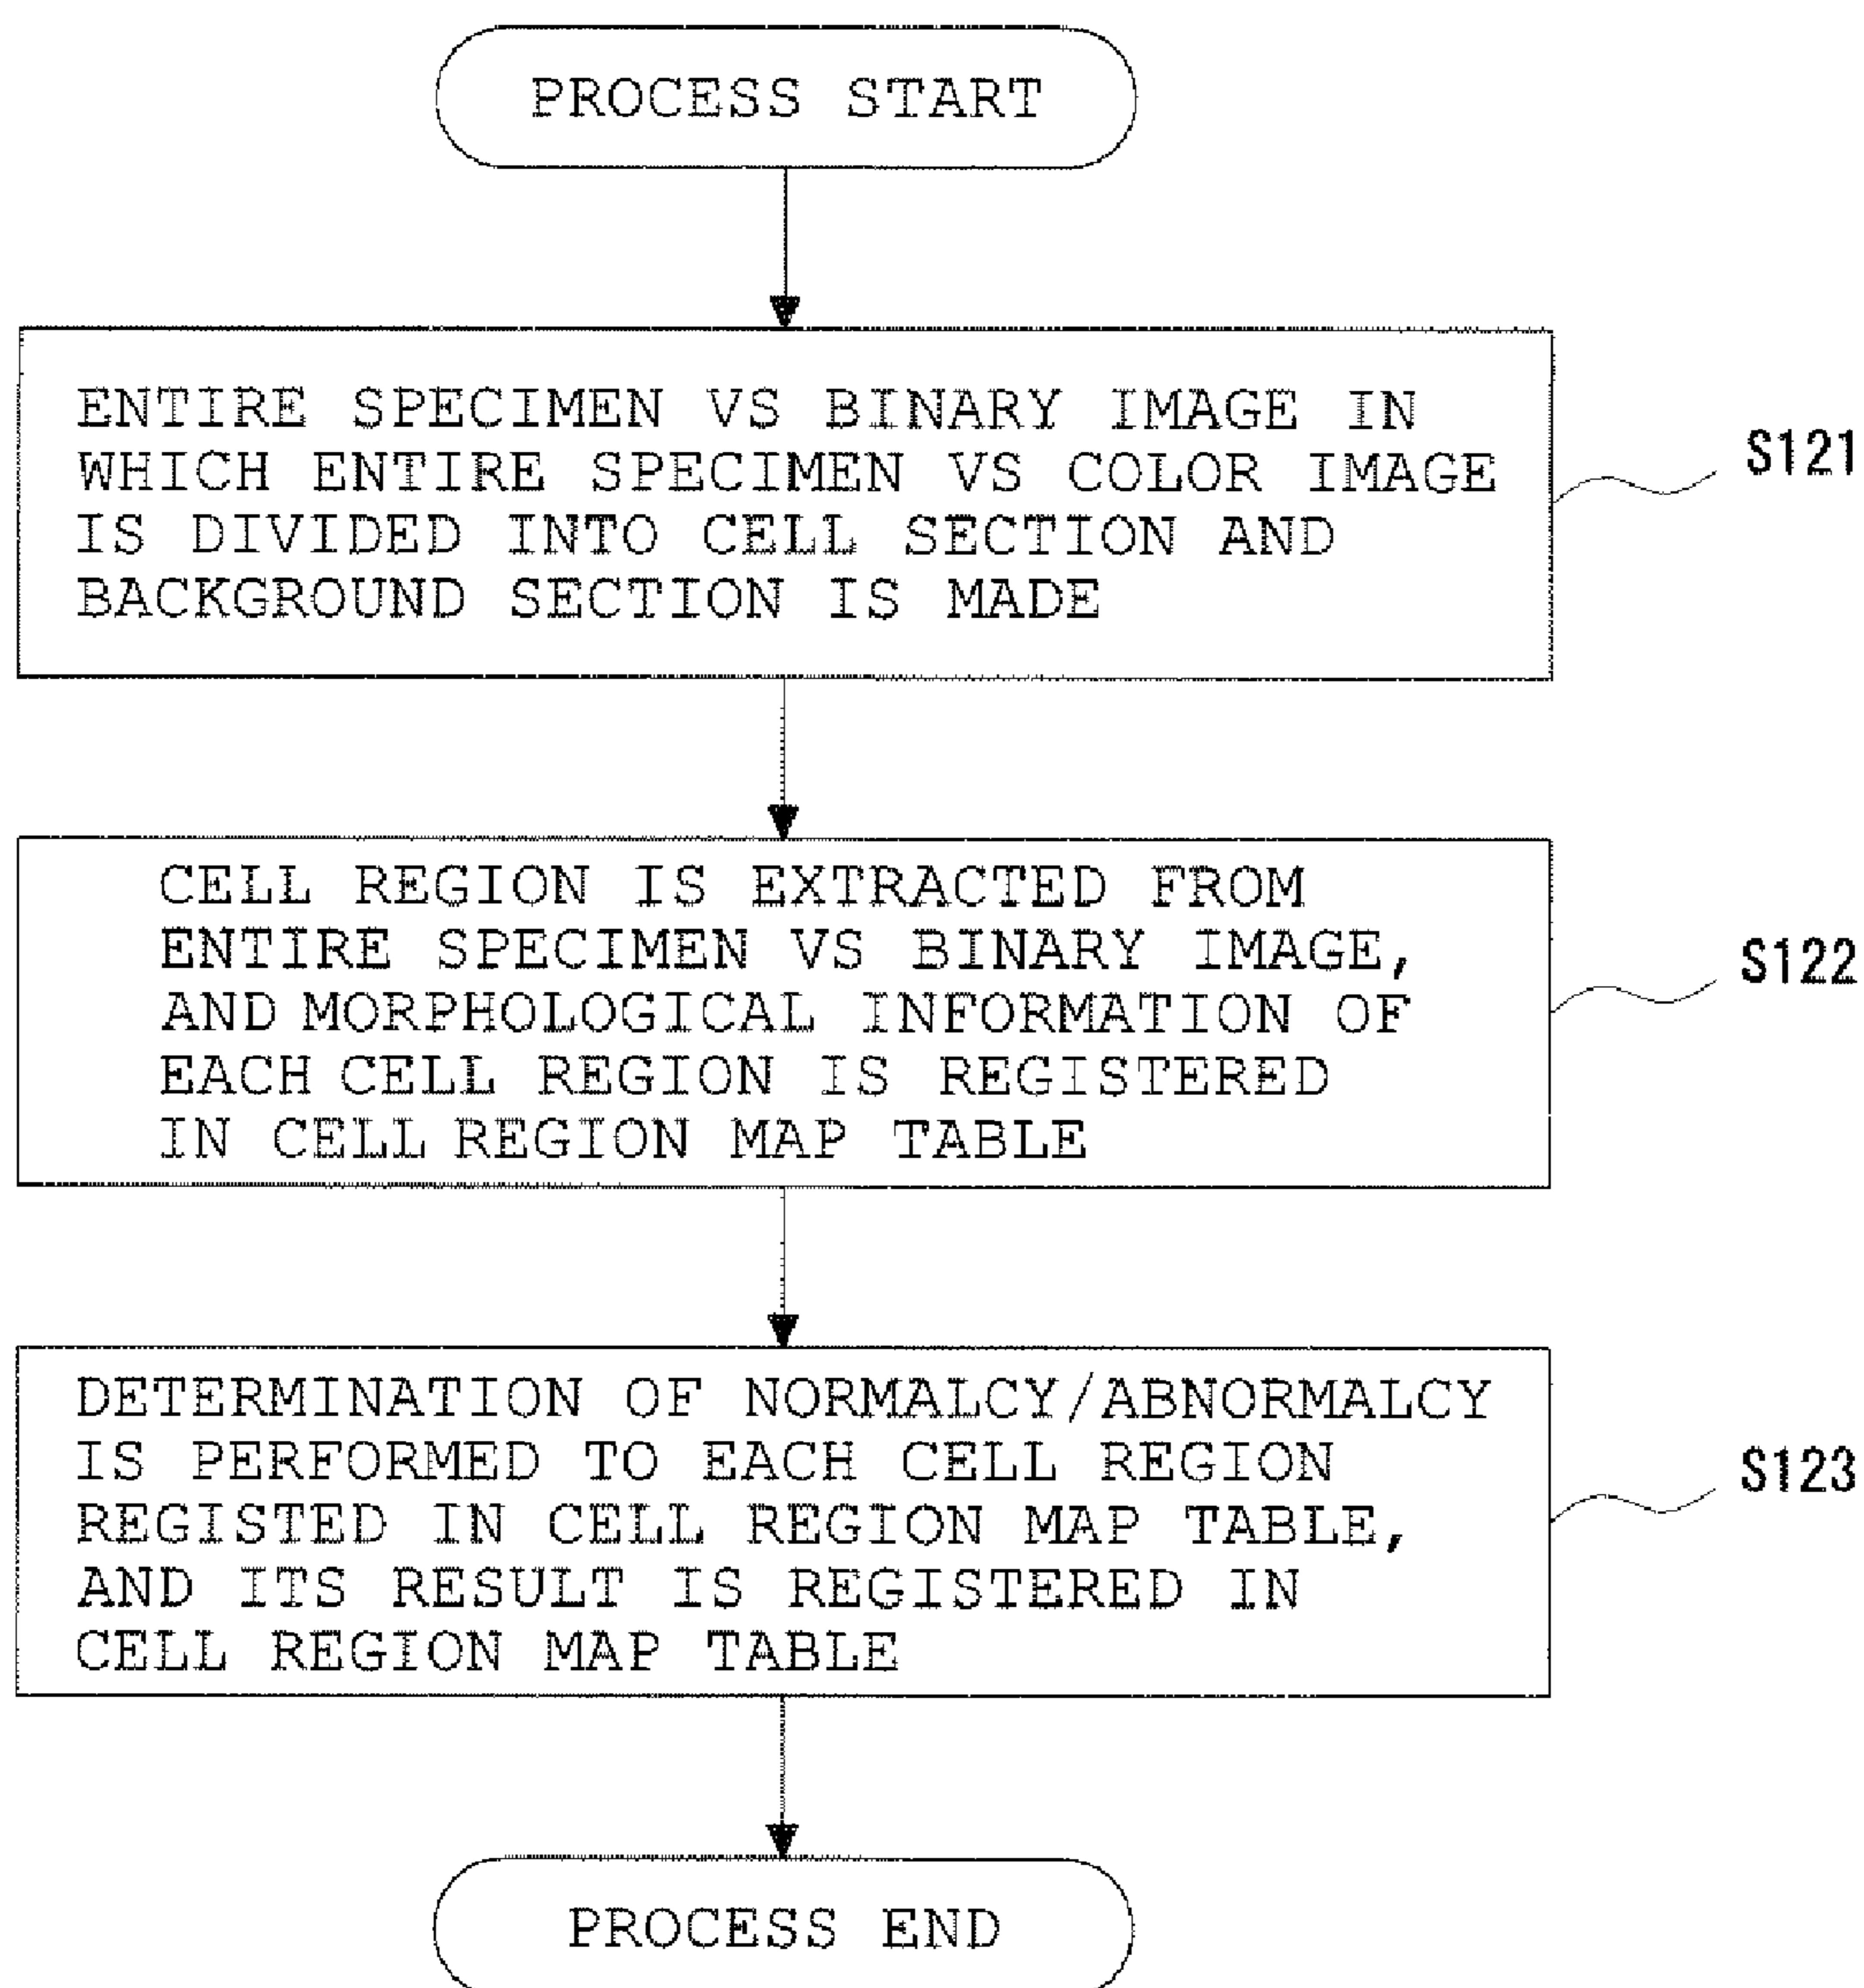 PROCESS START
ENTIRE SPECIMEN VS BINARY IMAGE IN
WHICH ENTIRE SPECIMEN VS COLOR IMAGE
IS DIVIDED INTO CELL SECTION AND
BACKGROUND SECTION IS MADE
S121
CELL REGION IS EXTRACTED FROM
ENTIRE SPECIMEN VS BINARY IMAGE,
AND MORPHOLOGICAL INFORMATION OF
EACH CELL REGION IS REGISTERED
IN CELL REGION MAP TABLE
S122
DETERMINATION OF NORMALCY/ABNORMALCY
IS PERFORMED TO EACH CELL REGION
REGISTED IN CELL REGION MAP TABLE,
AND ITS RESULT IS REGISTERED IN
CELL REGION MAP TABLE
S123
PROCESS END